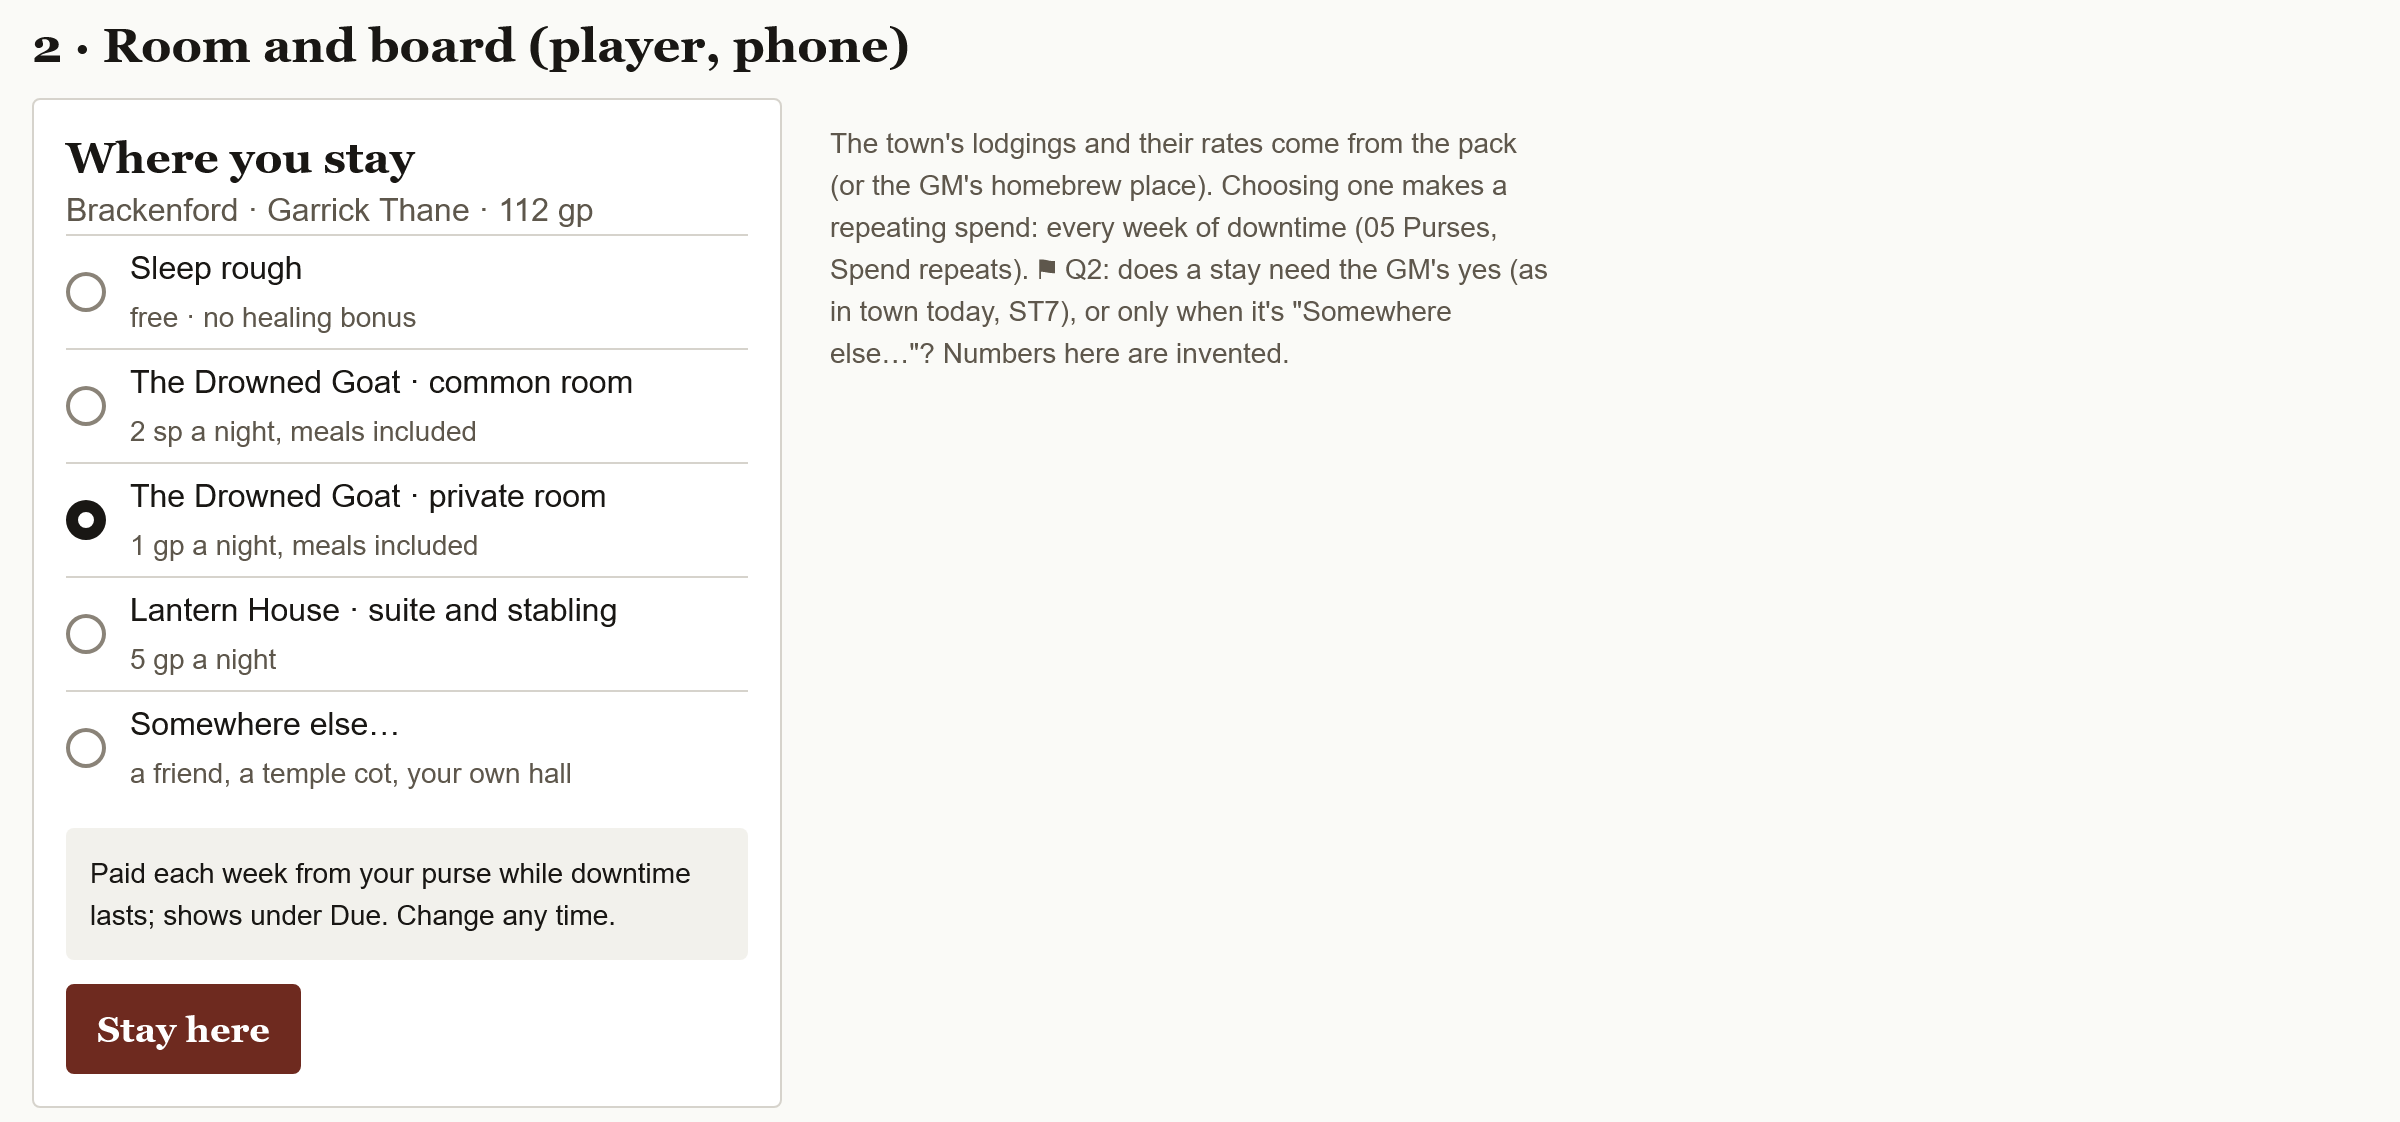 2 · Room and board (player, phone)
Where you stay
Brackenford · Garrick Thane · 112 gp
Sleep rough
free · no healing bonus
The Drowned Goat · common room
2 sp a night, meals included
The Drowned Goat · private room
1 gp a night, meals included
Lantern House · suite and stabling
5 gp a night
Somewhere else…
a friend, a temple cot, your own hall
Paid each week from your purse while downtime
lasts; shows under Due. Change any time.
Stay here
The town's lodgings and their rates come from the pack
(or the GM's homebrew place). Choosing one makes a
repeating spend: every week of downtime (05 Purses,
Spend repeats). ⚑ Q2: does a stay need the GM's yes (as
in town today, ST7), or only when it's "Somewhere
else…"? Numbers here are invented.